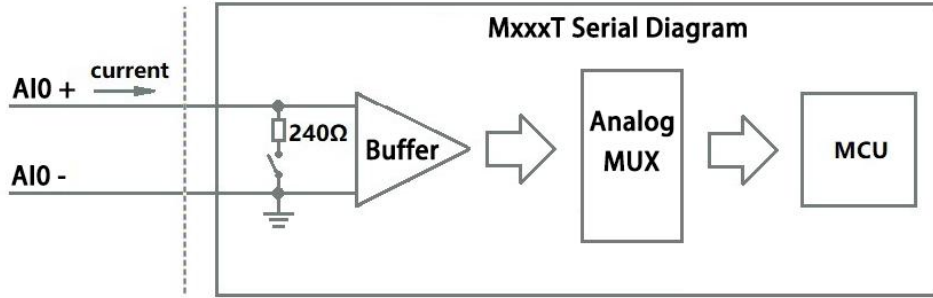 MxxxT Serial Diagram
AI0 +
current
240Ω
Buffer
Analog
MUX
MCU
AI0 -